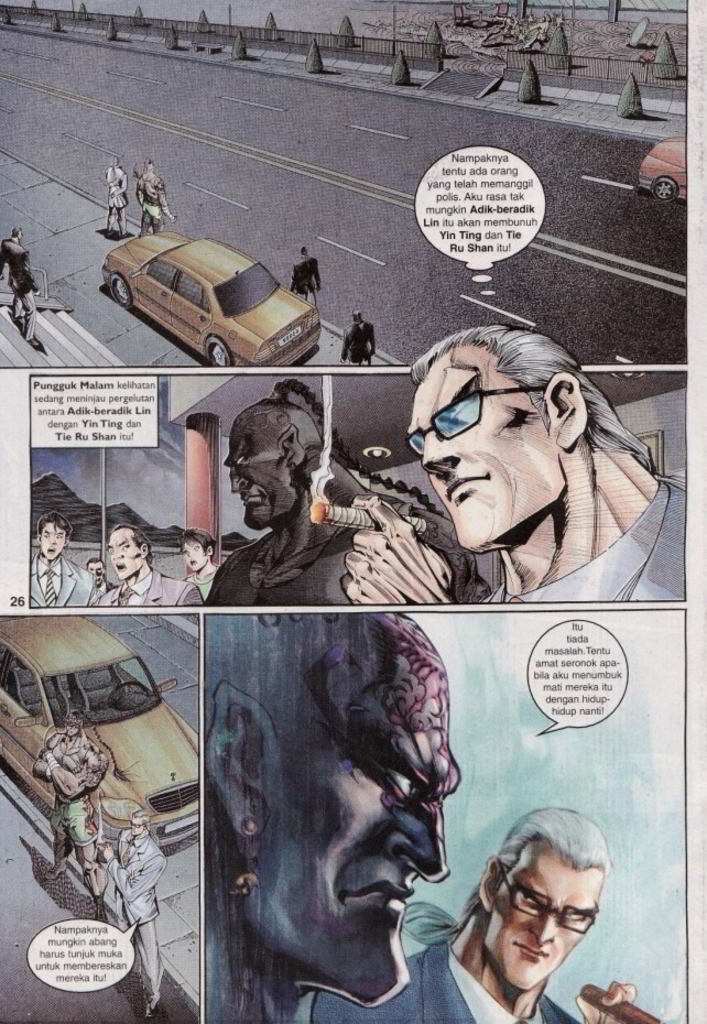 Nampaknya
tentu ada orang
yang telah memanggil
polis. Aku rasa tak
mungkin Adik-beradik
Lin itu akan membunuh
Yin Ting dan Tie
Ru Shan itu!
Pungguk Malam kelihatan
sedang meninjau pergelutan
antara Adik-beradik Lin
dengan Yin Ting dan
Tie Ru Shan itu!
26
Itu
tiada
masalah.Tentu
amat seronok apa-
bila aku menumbuk
mati mereka itu
dengan hidup-
hidup nanti!
Nampaknya
mungkin abang
harus tunjuk muka
untuk membereskan
mereka itu!